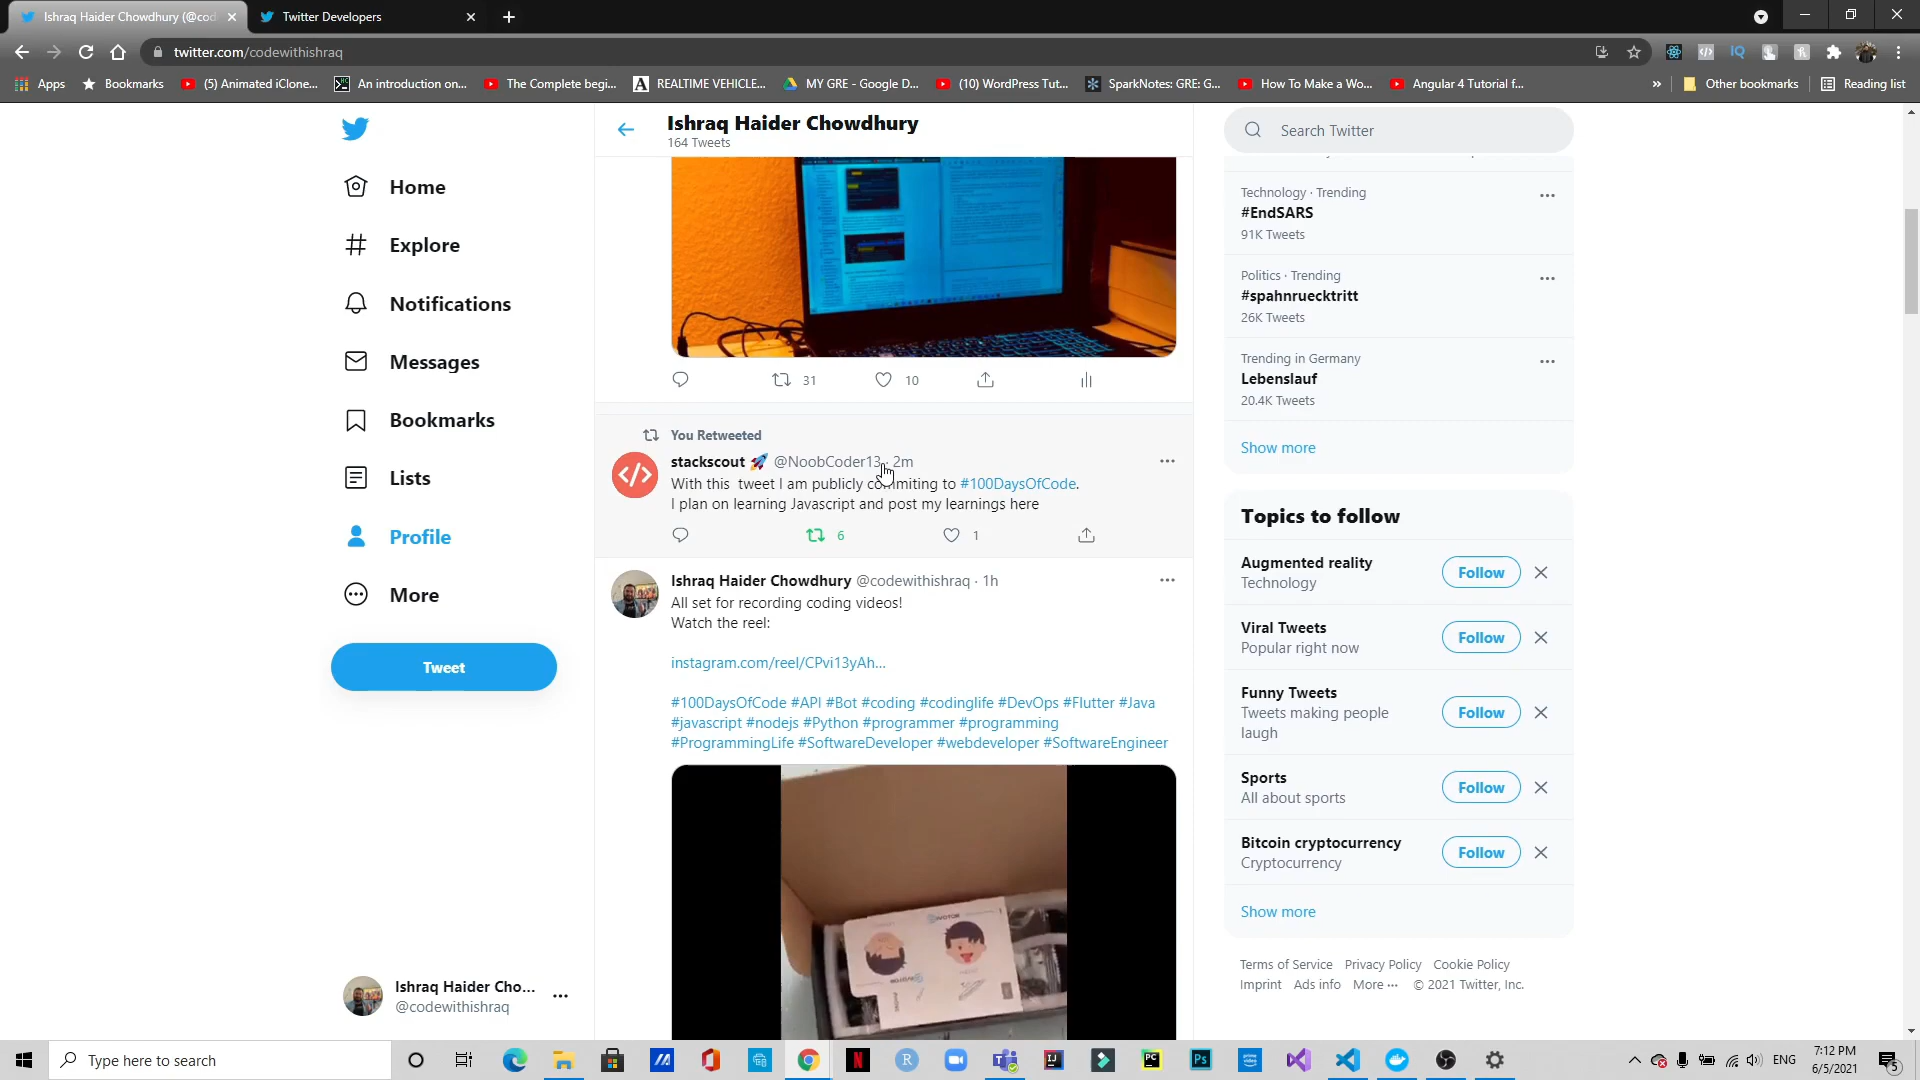 Ishraq Haider Chowdhury (@cod
Twitter Developers
twitter.com/codewithishraq
Apps
Bookmarks
(5) Animated iClone...
An introduction on...
The Complete begi...
REALTIME VEHICLE...
MY GRE - Google D...
(10) WordPress Tut...
SparkNotes: GRE: G...
How To Make a Wo...
Angular 4 Tutorial f...
»
Other bookmarks
Reading list
Home
Explore
Notifications
Messages
Bookmarks
Lists
Profile
More
Tweet
Ishraq Haider Cho...
@codewithishraq
Ishraq Haider Chowdhury
164 Tweets
31
10
You Retweeted
stackscout 🚀 @NoobCoder13 · 2m
With this tweet I am publicly commiting to #100DaysOfCode.
I plan on learning Javascript and post my learnings here
6
1
Ishraq Haider Chowdhury @codewithishraq · 1h
All set for recording coding videos!
Watch the reel:
instagram.com/reel/CPvi13yAh...
#100DaysOfCode #API #Bot #coding #codinglife #DevOps #Flutter #Java
#javascript #nodejs #Python #programmer #programming
#ProgrammingLife #SoftwareDeveloper #webdeveloper #SoftwareEngineer
Search Twitter
Technology · Trending
#EndSARS
91K Tweets
Politics · Trending
#spahnruecktritt
26K Tweets
Trending in Germany
Lebenslauf
20.4K Tweets
Show more
Topics to follow
Augmented reality
Technology
Follow
Viral Tweets
Popular right now
Follow
Funny Tweets
Tweets making people
laugh
Follow
Sports
All about sports
Follow
Bitcoin cryptocurrency
Cryptocurrency
Follow
Show more
Terms of Service Privacy Policy Cookie Policy
Imprint Ads info More ··· © 2021 Twitter, Inc.
Type here to search
ENG
7:12 PM
6/5/2021
5